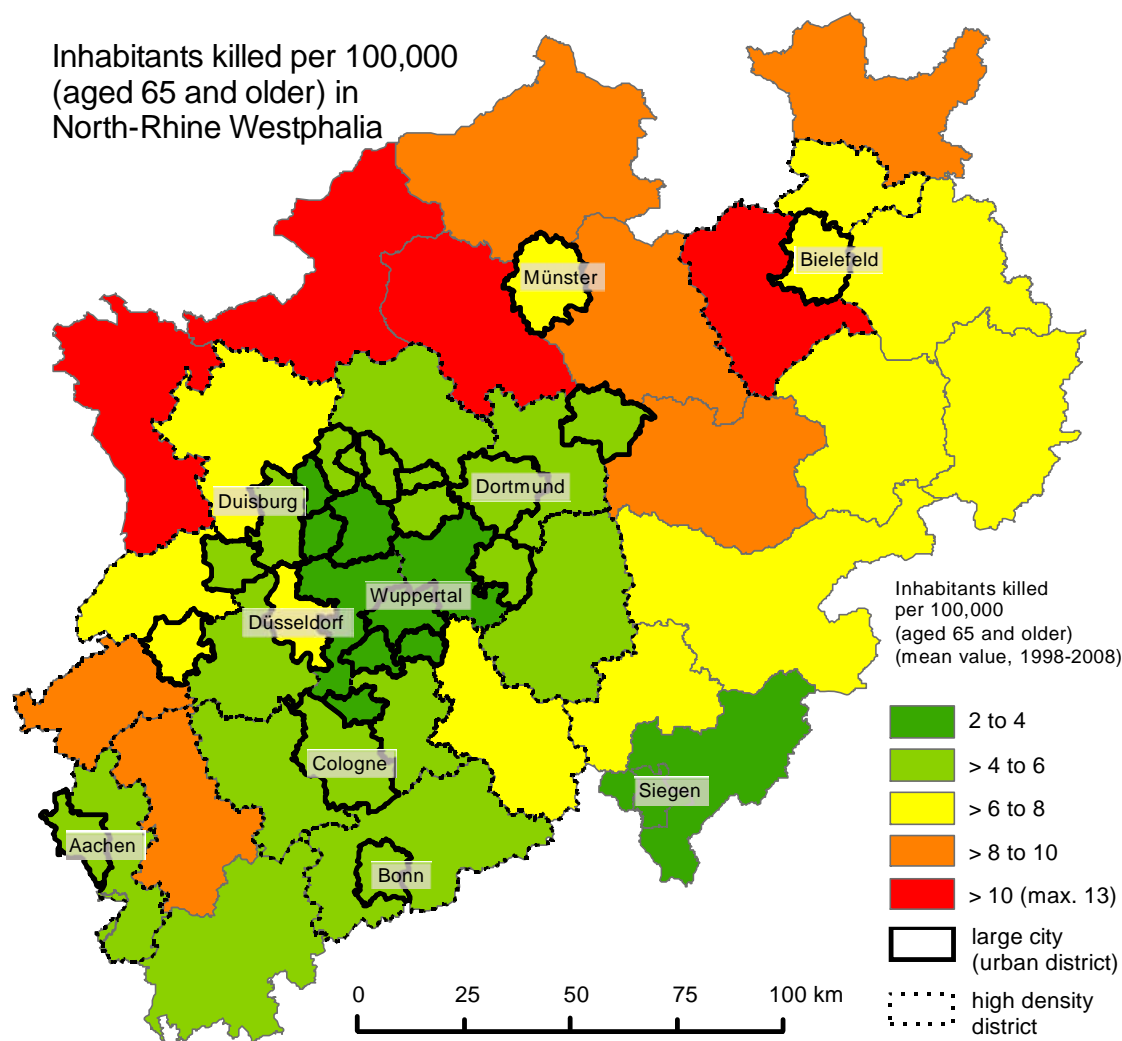 Inhabitants killed per 100,000
(aged 65 and older) in
North-Rhine Westphalia
Bielefeld
Münster
Dortmund
Duisburg
Wuppertal
Düsseldorf
Cologne
Siegen
Aachen
Bonn
Inhabitants killed
per 100,000
(aged 65 and older)
(mean value, 1998-2008)
2 to 4
> 4 to 6
> 6 to 8
> 8 to 10
> 10 (max. 13)
large city
(urban district)
high density
district
0 25 50 75 100 km